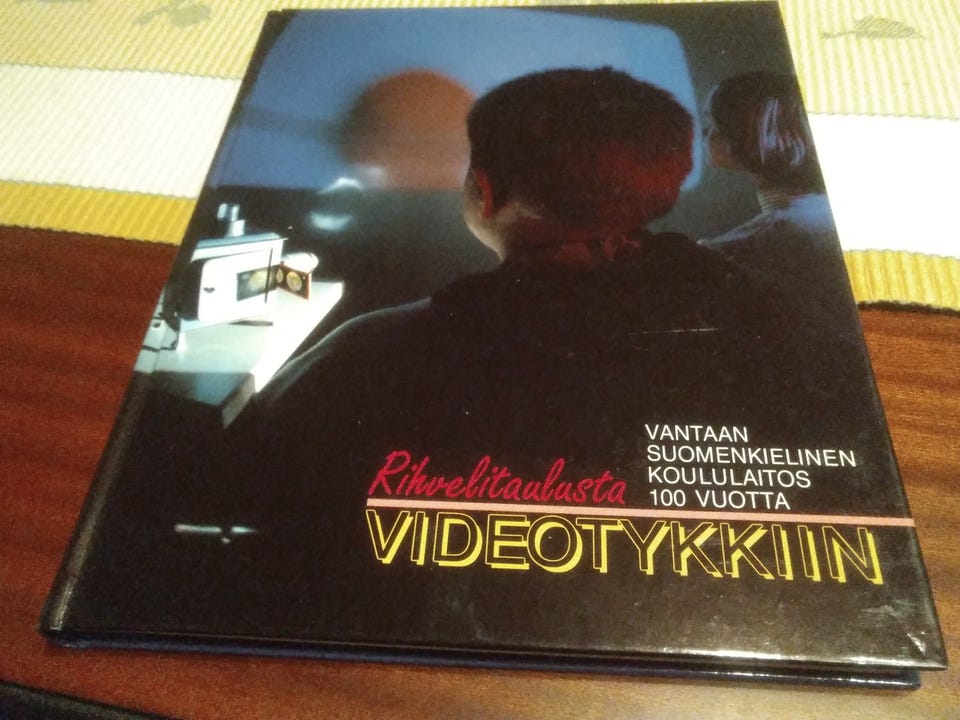 VANTAAN
SUOMENKIELINEN
KOULULAITOS
100 VUOTTA
Rihvelitaulusta
VIDEOTYKKIIN